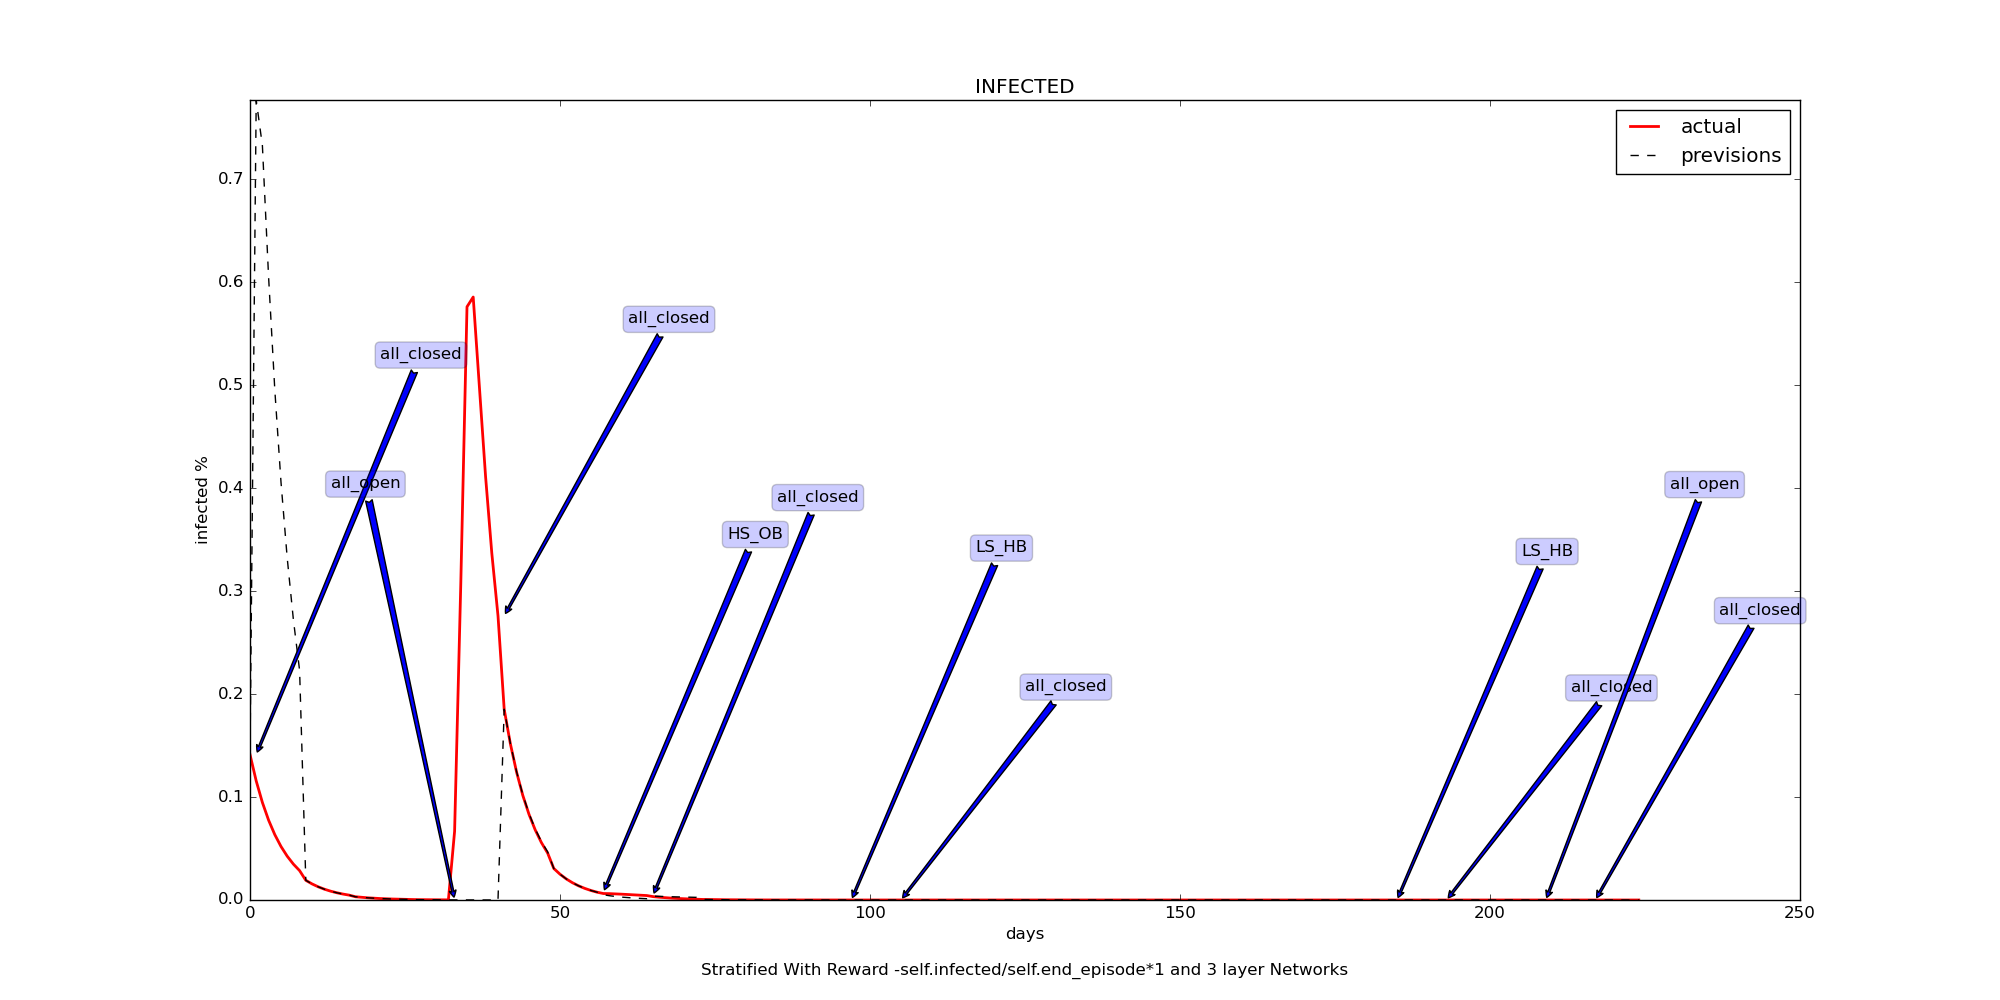 INFECTED
actual
previsions
0.7
0.6
0.5
0.4
0.3
0.2
0.1
0.0
infected %
all_closed
all_closed
all_open
all_closed
HS_OB
LS_HB
all_closed
LS_HB
all_closed
all_open
all_closed
0
50
100
150
200
250
days
Stratified With Reward -self.infected/self.end_episode*1 and 3 layer Networks